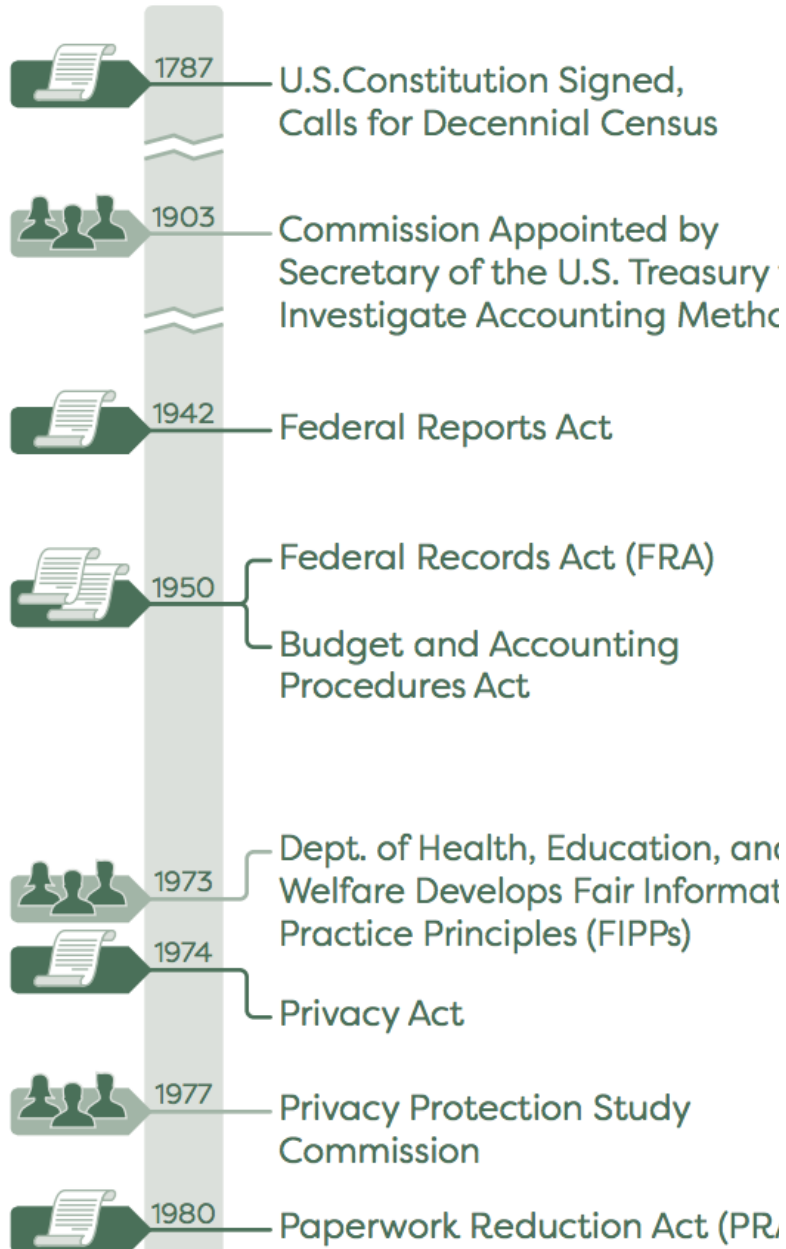 1787
U.S.Constitution Signed,
Calls for Decennial Census
1903
Commission Appointed by
Secretary of the U.S. Treasury
Investigate Accounting
1942
Federal Reports Act
1950
Federal Records Act (FRA)
Budget and Accounting
Procedures Act
1973
Dept. of Health, Education,
Welfare Develops Fair
Practice Principles (FIPPs)
1974
Privacy Act
1977
Privacy Protection Study
Commission
1980
Paperwork Reduction Act